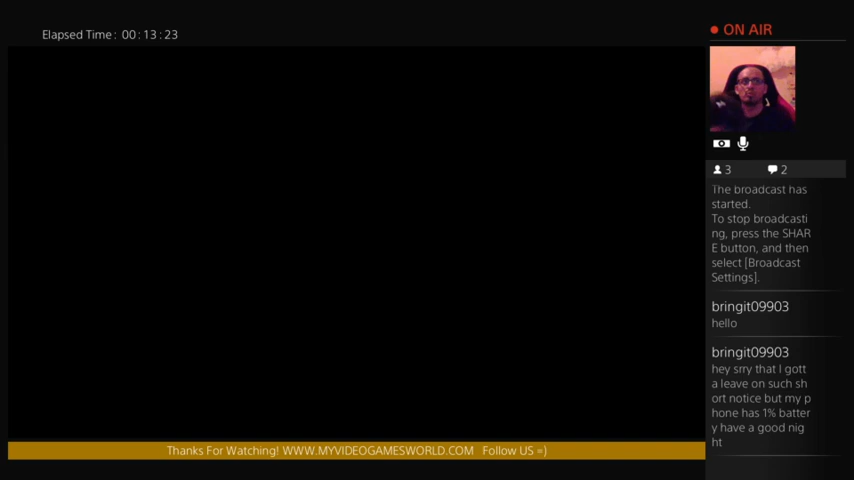 Elapsed Time: 00:13:23
ON AIR
3 2
The broadcast has
started.
To stop broadcasti
ng, press the SHAR
E button, and then
select [Broadcast
Settings].
bringit09903
hello
bringit09903
hey srry that I gott
a leave on such sh
ort notice but my p
hone has 1% batter
y have a good nig
ht
Thanks For Watching! WWW.MYVIDEOGAMESWORLD.COM Follow US =)